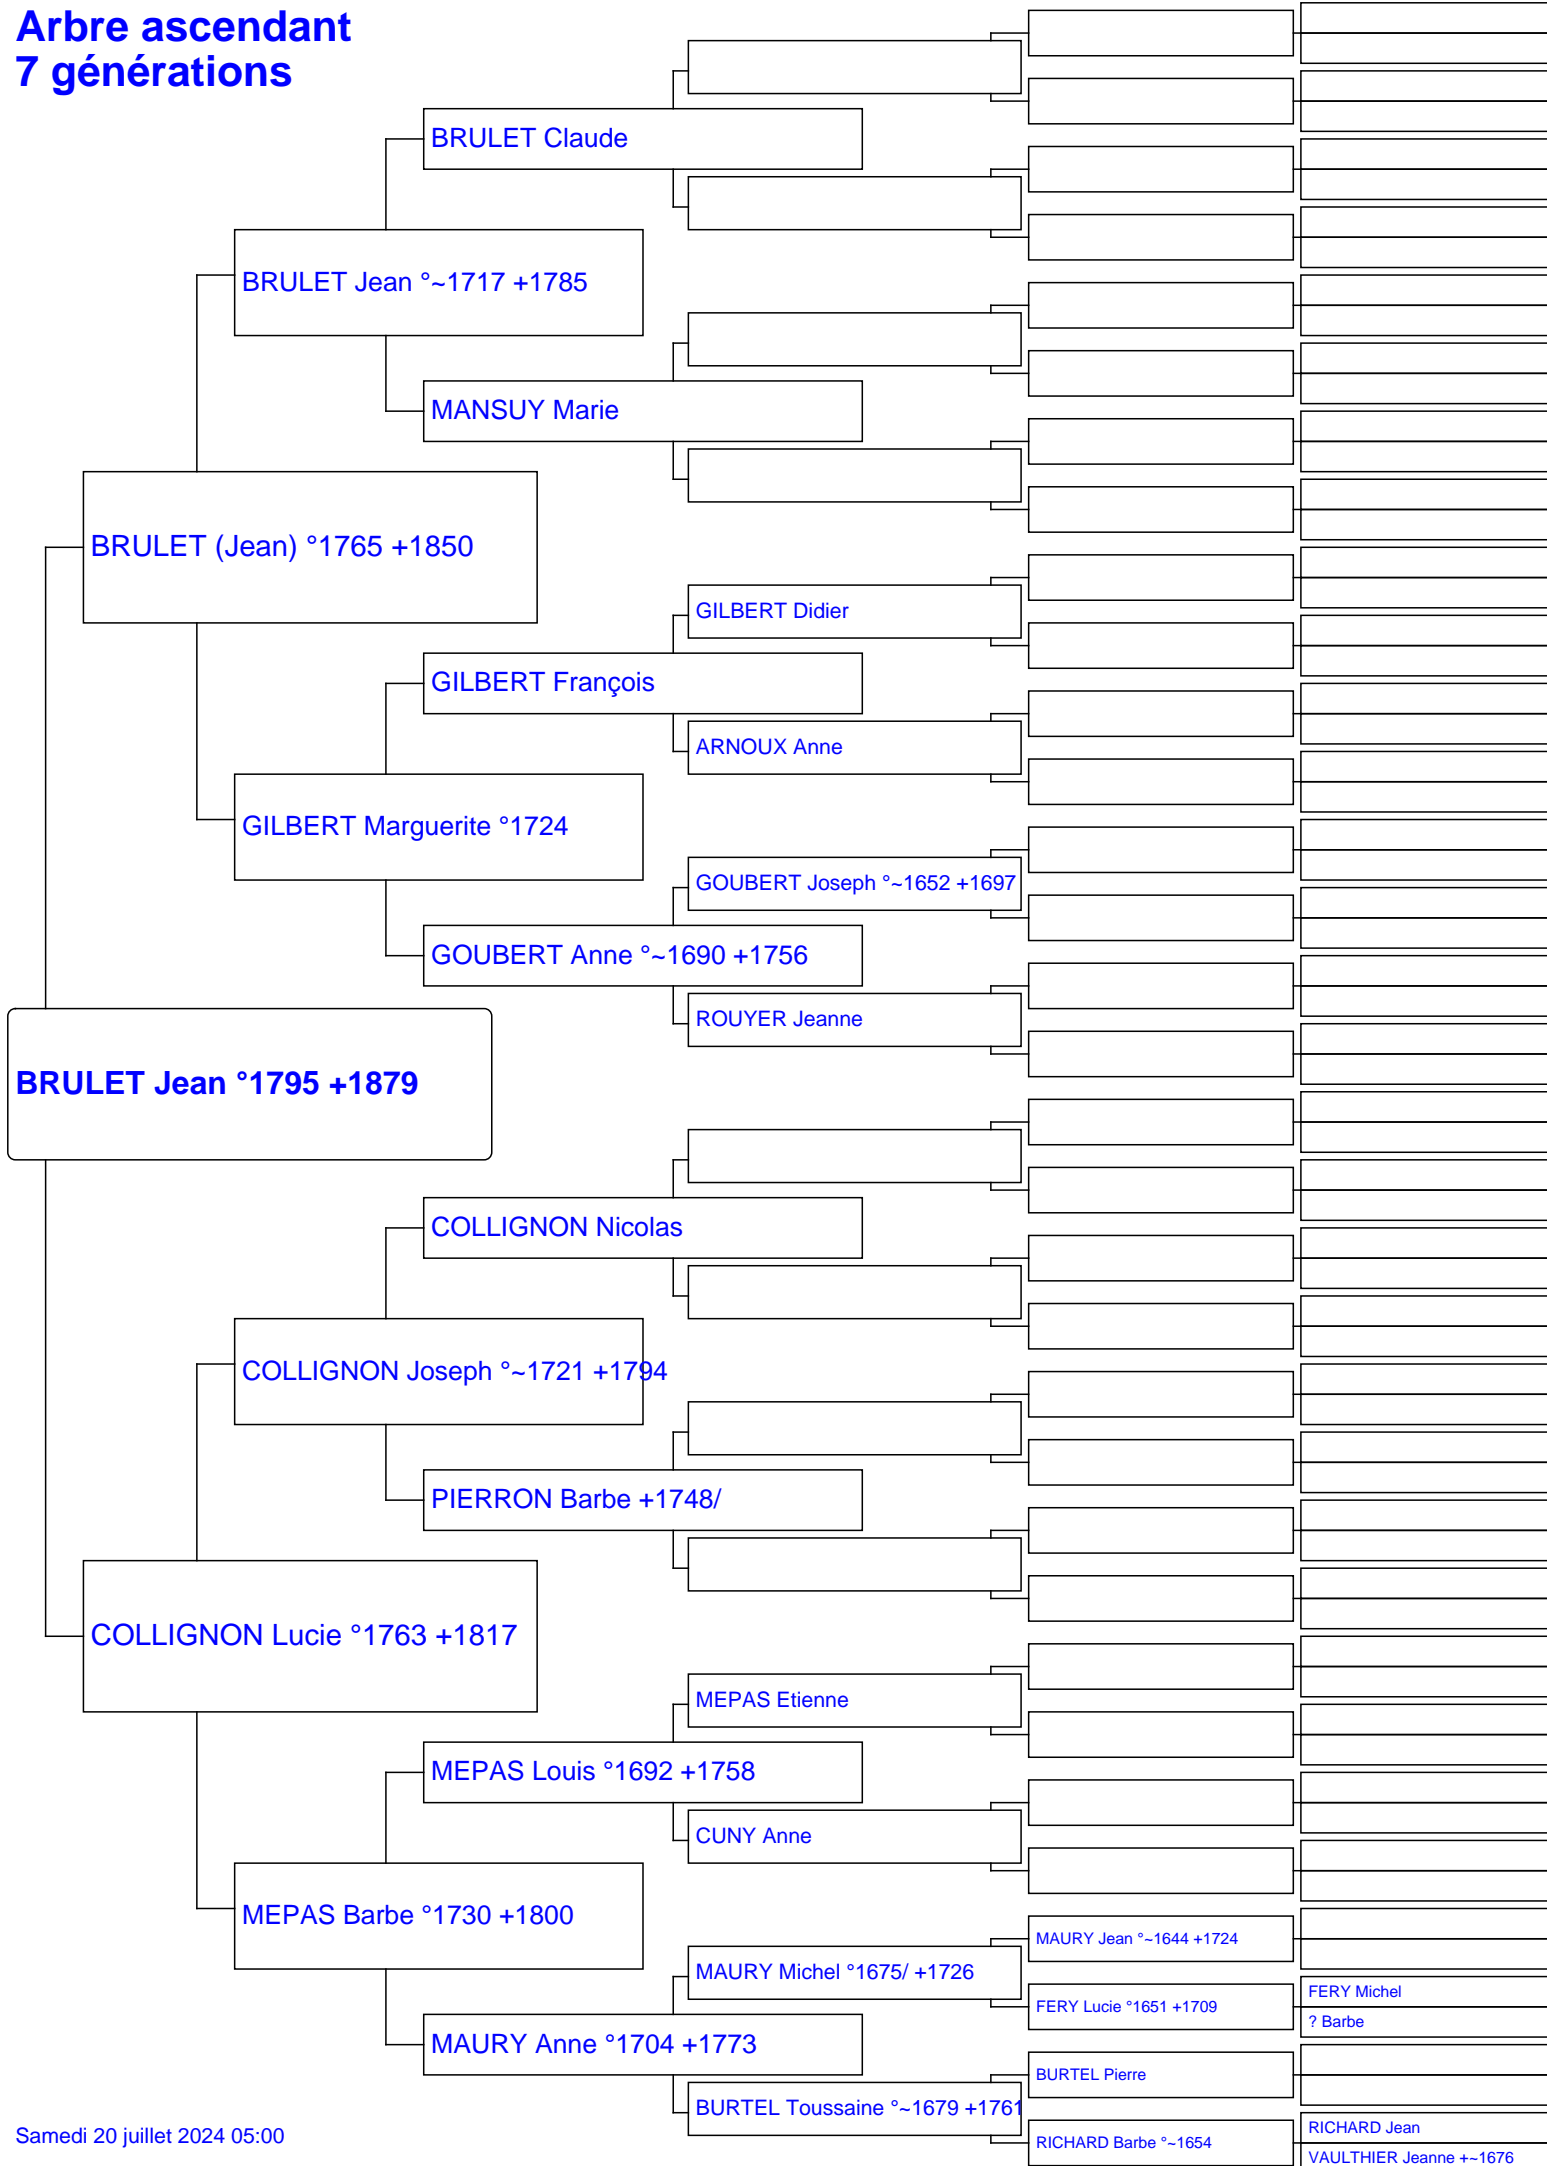 Arbre ascendant
7 générations
BRULET Claude
BRULET Jean °~1717 +1785
MANSUY Marie
BRULET (Jean) °1765 +1850
GILBERT Didier
GILBERT François
ARNOUX Anne
GILBERT Marguerite °1724
GOUBERT Joseph °~1652 +1697
GOUBERT Anne °~1690 +1756
ROUYER Jeanne
BRULET Jean °1795 +1879
COLLIGNON Nicolas
COLLIGNON Joseph °~1721 +1794
PIERRON Barbe +1748/
COLLIGNON Lucie °1763 +1817
MEPAS Etienne
MEPAS Louis °1692 +1758
CUNY Anne
MEPAS Barbe °1730 +1800
MAURY Jean °~1644 +1724
MAURY Michel °1675/ +1726
FERY Michel
FERY Lucie °1651 +1709
? Barbe
MAURY Anne °1704 +1773
BURTEL Pierre
BURTEL Toussaine °~1679 +1761
RICHARD Jean
RICHARD Barbe °~1654
VAULTHIER Jeanne +~1676
Samedi 20 juillet 2024 05:00